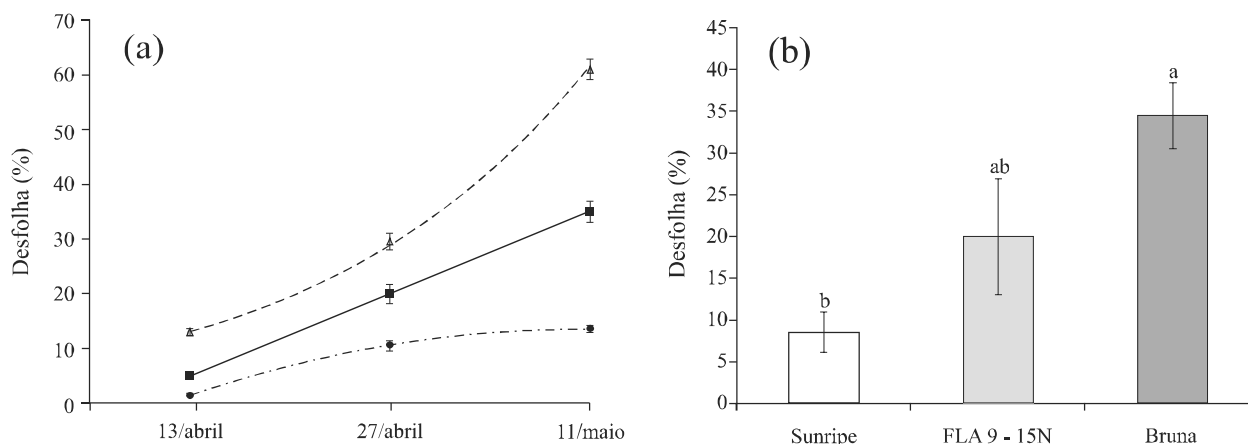 (a)
Desfolha (%)
70
60
50
40
30
20
10
0
13/abril 27/abril 11/maio
(b)
Desfolha (%)
45
40
35
30
25
20
15
10
5
0
b
ab
a
Sunripe FLA 9 - 15N Bruna